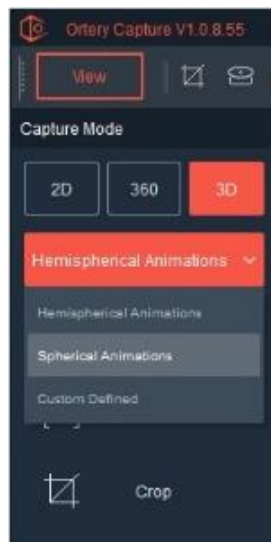 Ortery Capture V1.0.8.55
View
Capture Mode
2D 360 3D
Hemispherical Animations
Hemispherical Animations
Spherical Animations
Custom Defined
Crop